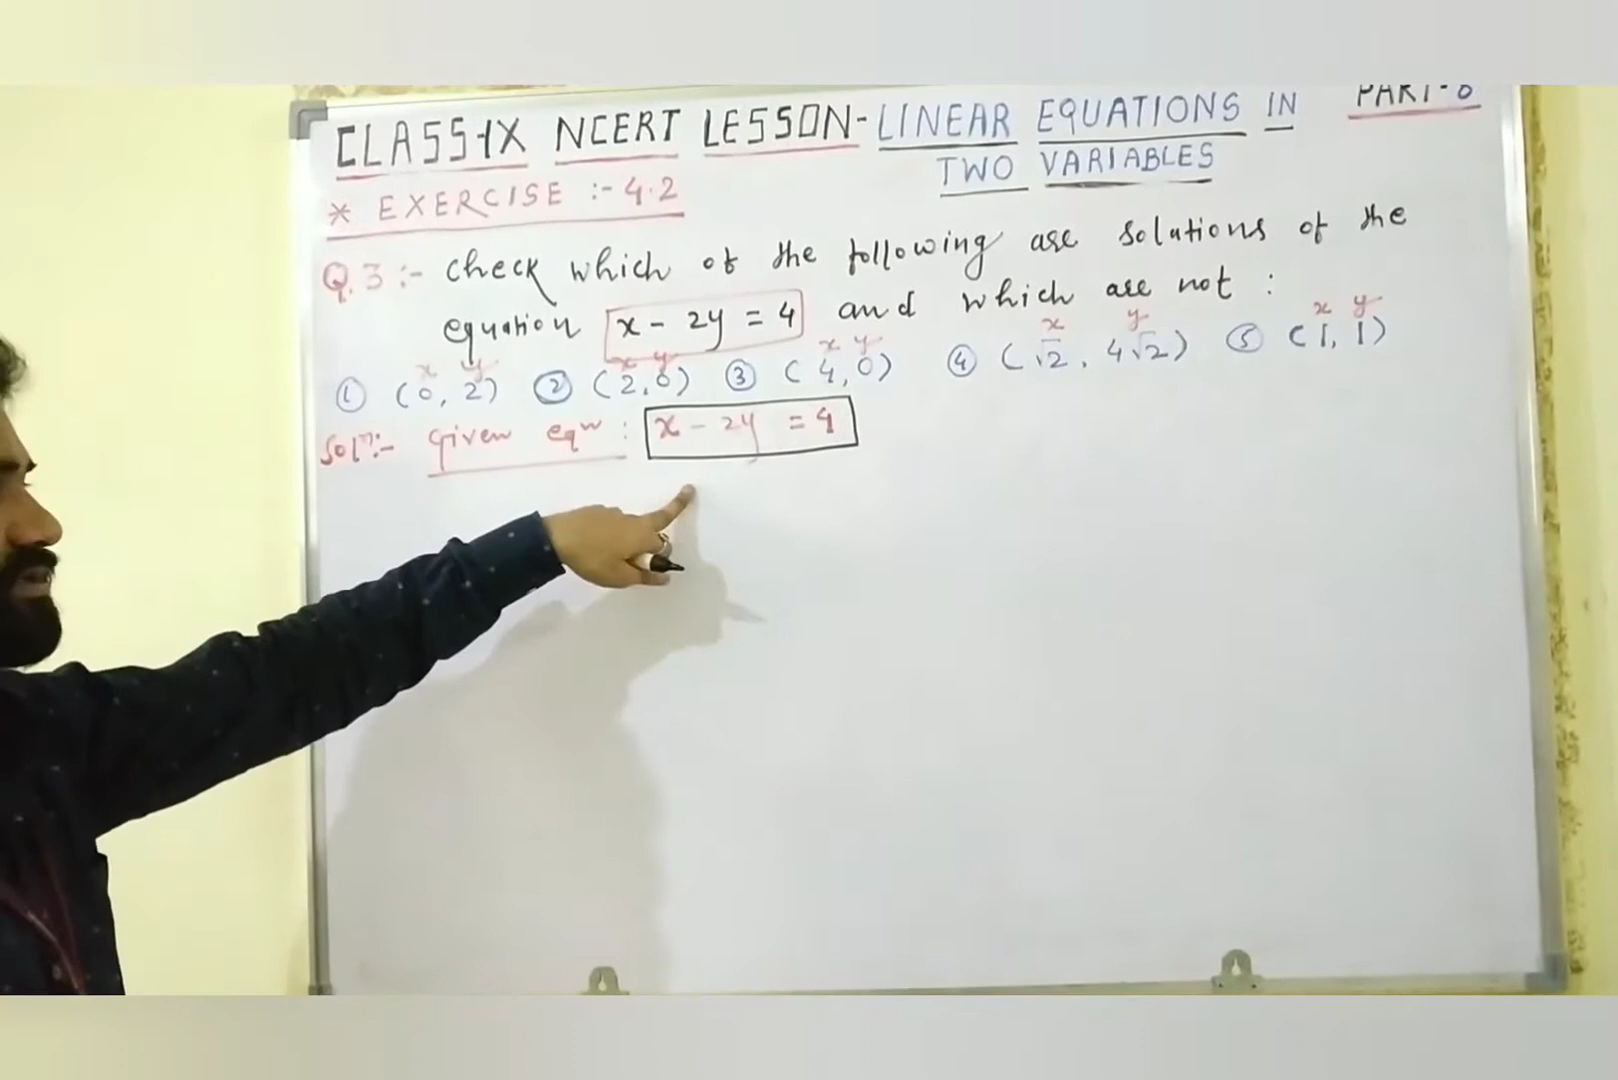 CLASS-IX NCERT LESSON-LINEAR EQUATIONS IN PART-8
TWO VARIABLES
* EXERCISE :- 4.2
Q.3 :- Check which of the following are solutions of the
equation x - 2y = 4 and which are not :
x y x y x y x y x y
① (0, 2) ② (2,0) ③ (4,0) ④ (√2, 4√2) ⑤ (1, 1)
Solⁿ:- Given eqⁿ : x - 2y = 4